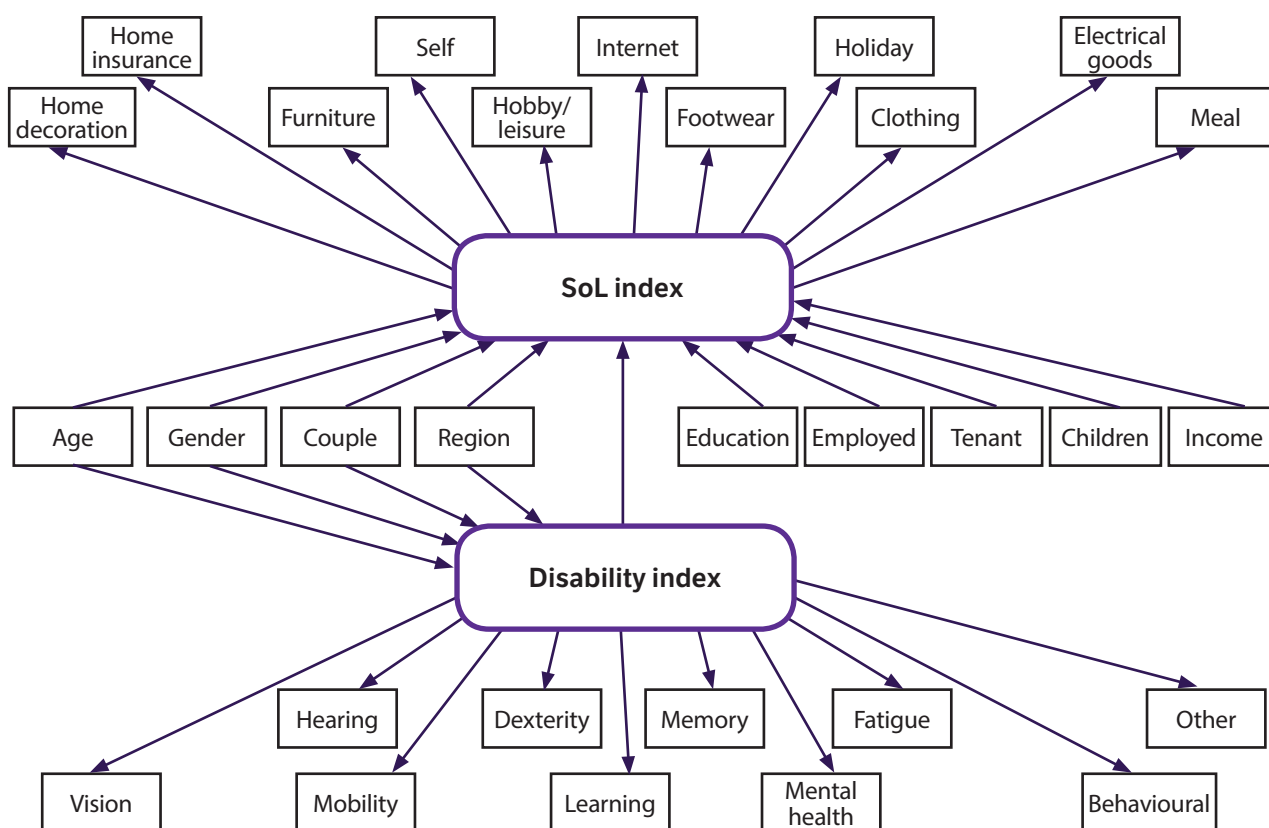 Home
insurance
Self
Internet
Holiday
Electrical
goods
Home
decoration
Furniture
Hobby/
leisure
Footwear
Clothing
Meal
SoL index
Age
Gender
Couple
Region
Education
Employed
Tenant
Children
Income
Disability index
Hearing
Dexterity
Memory
Fatigue
Other
Vision
Mobility
Learning
Mental
health
Behavioural